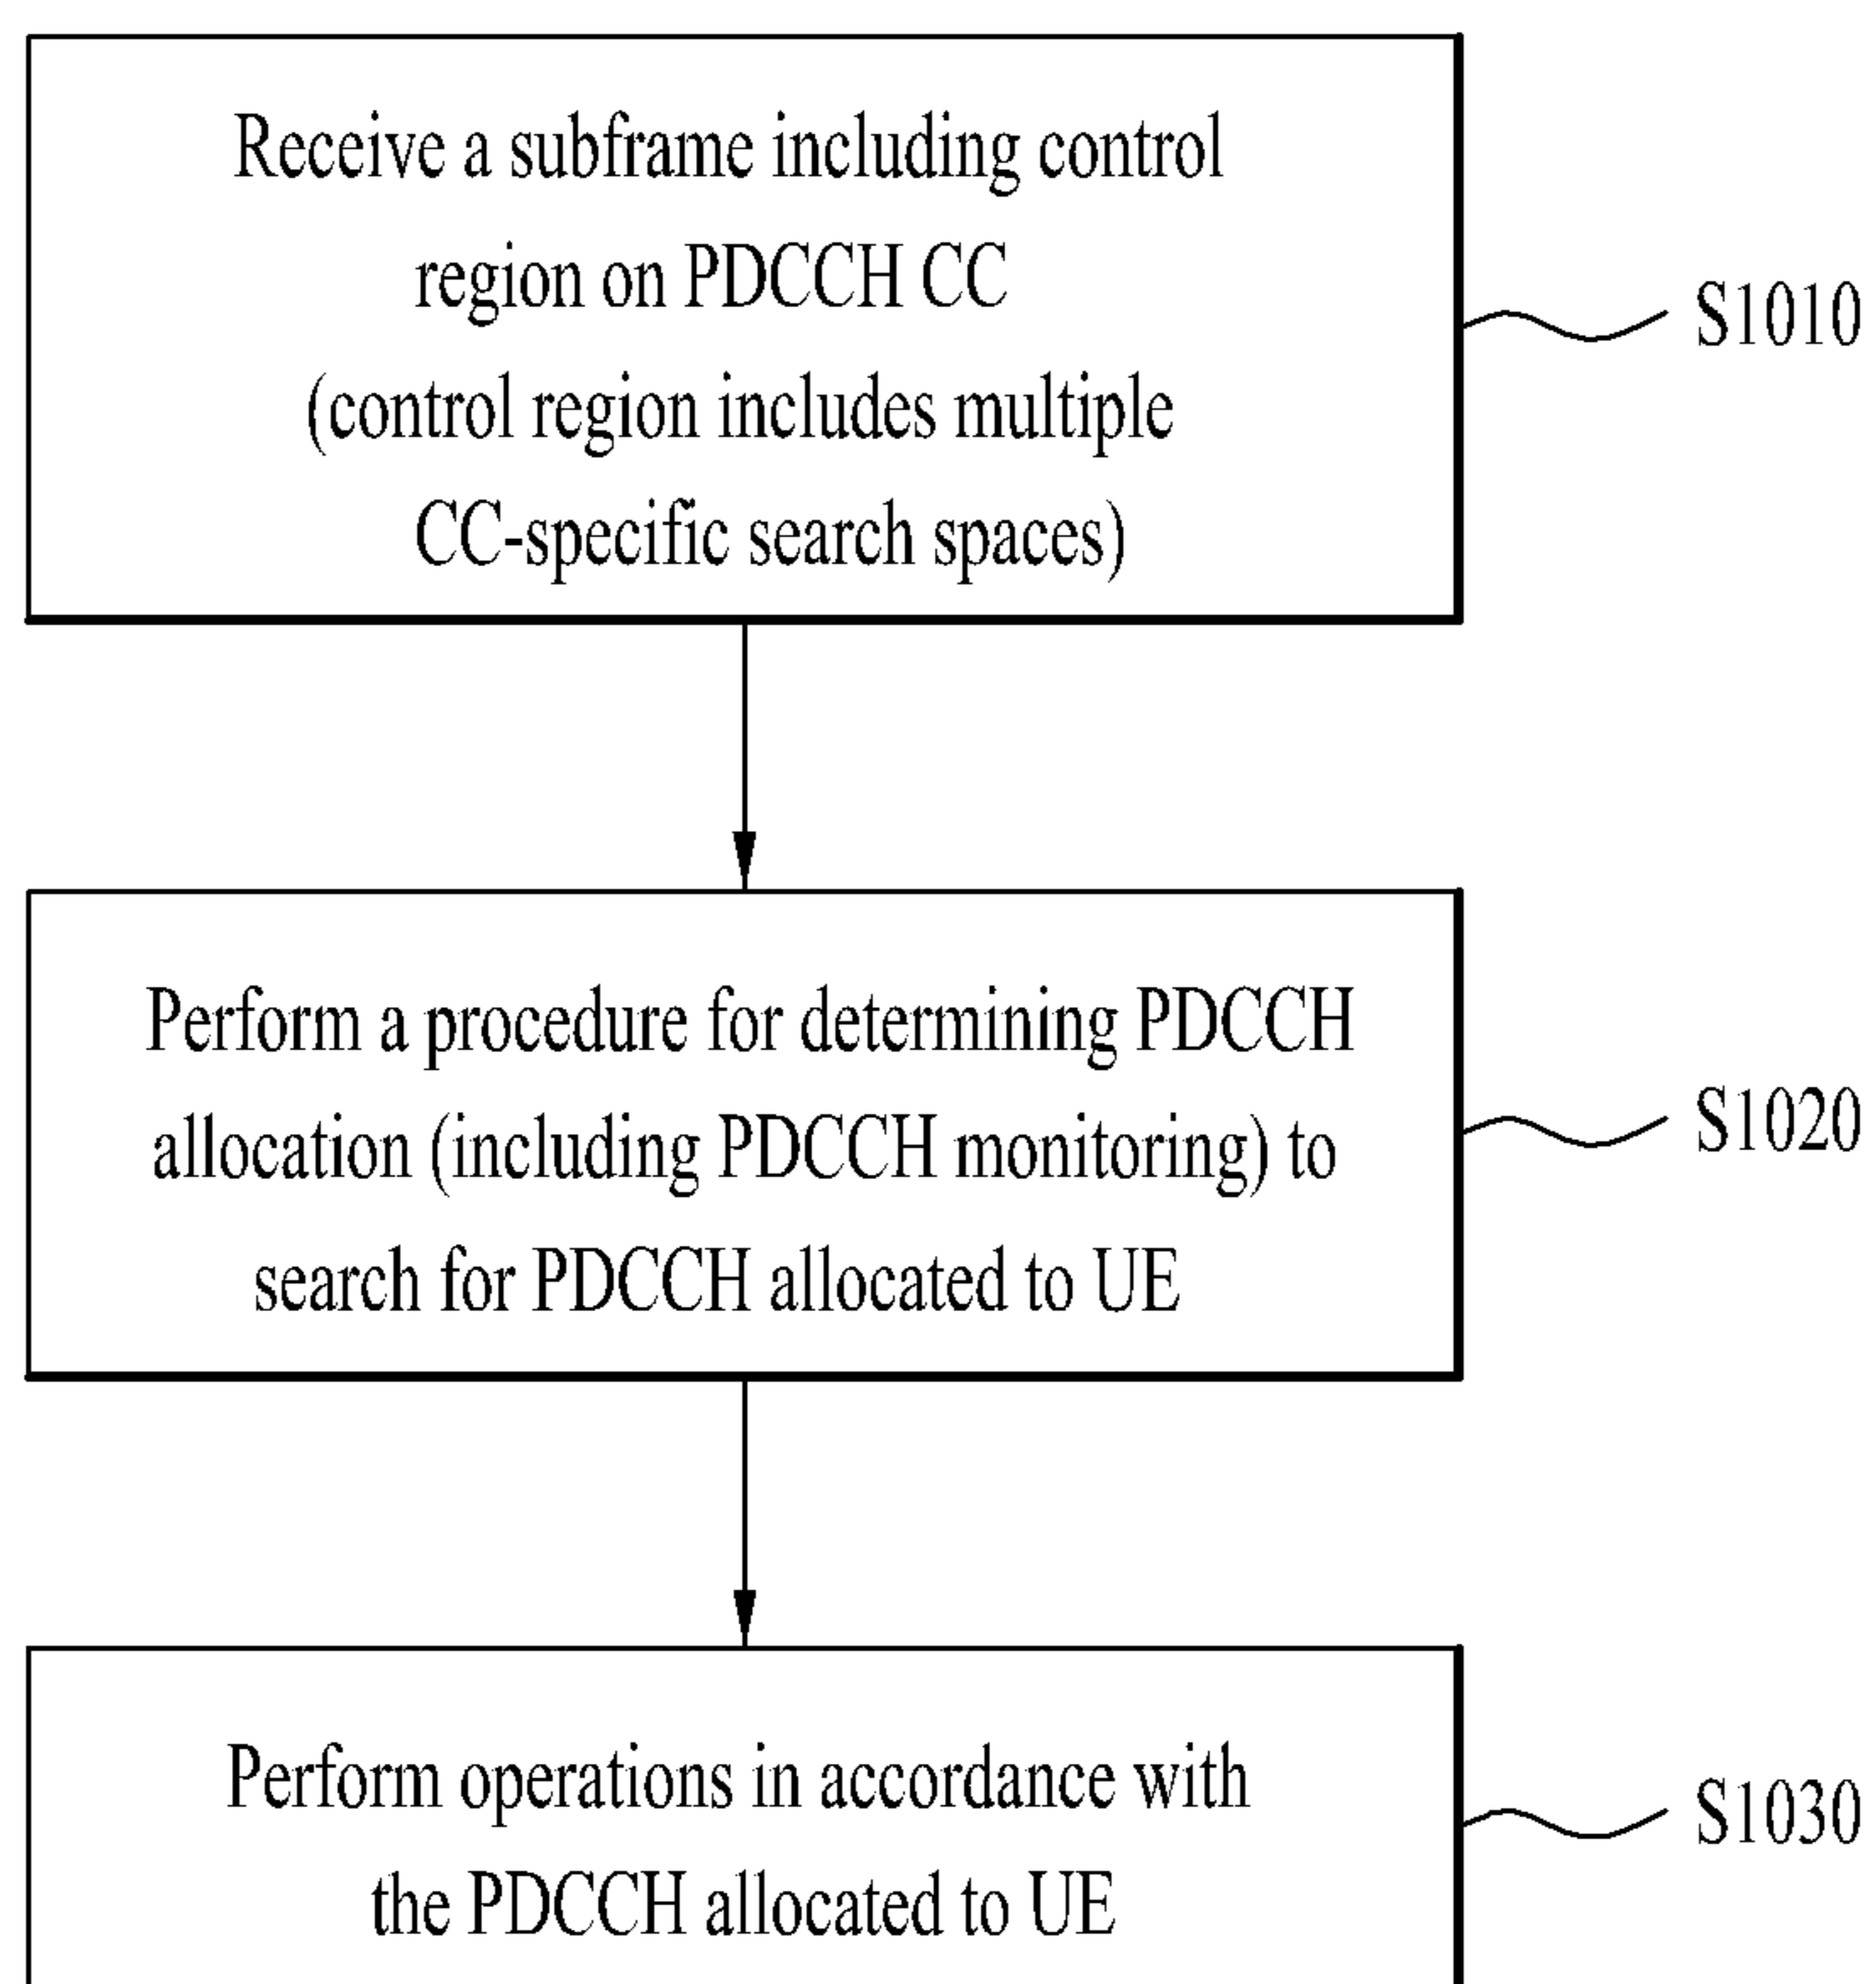 Receive a subframe including control
region on PDCCH CC
(control region includes multiple
CC-specific search spaces)
S1010
Perform a procedure for determining PDCCH
allocation (including PDCCH monitoring) to
search for PDCCH allocated to UE
S1020
Perform operations in accordance with
the PDCCH allocated to UE
S1030